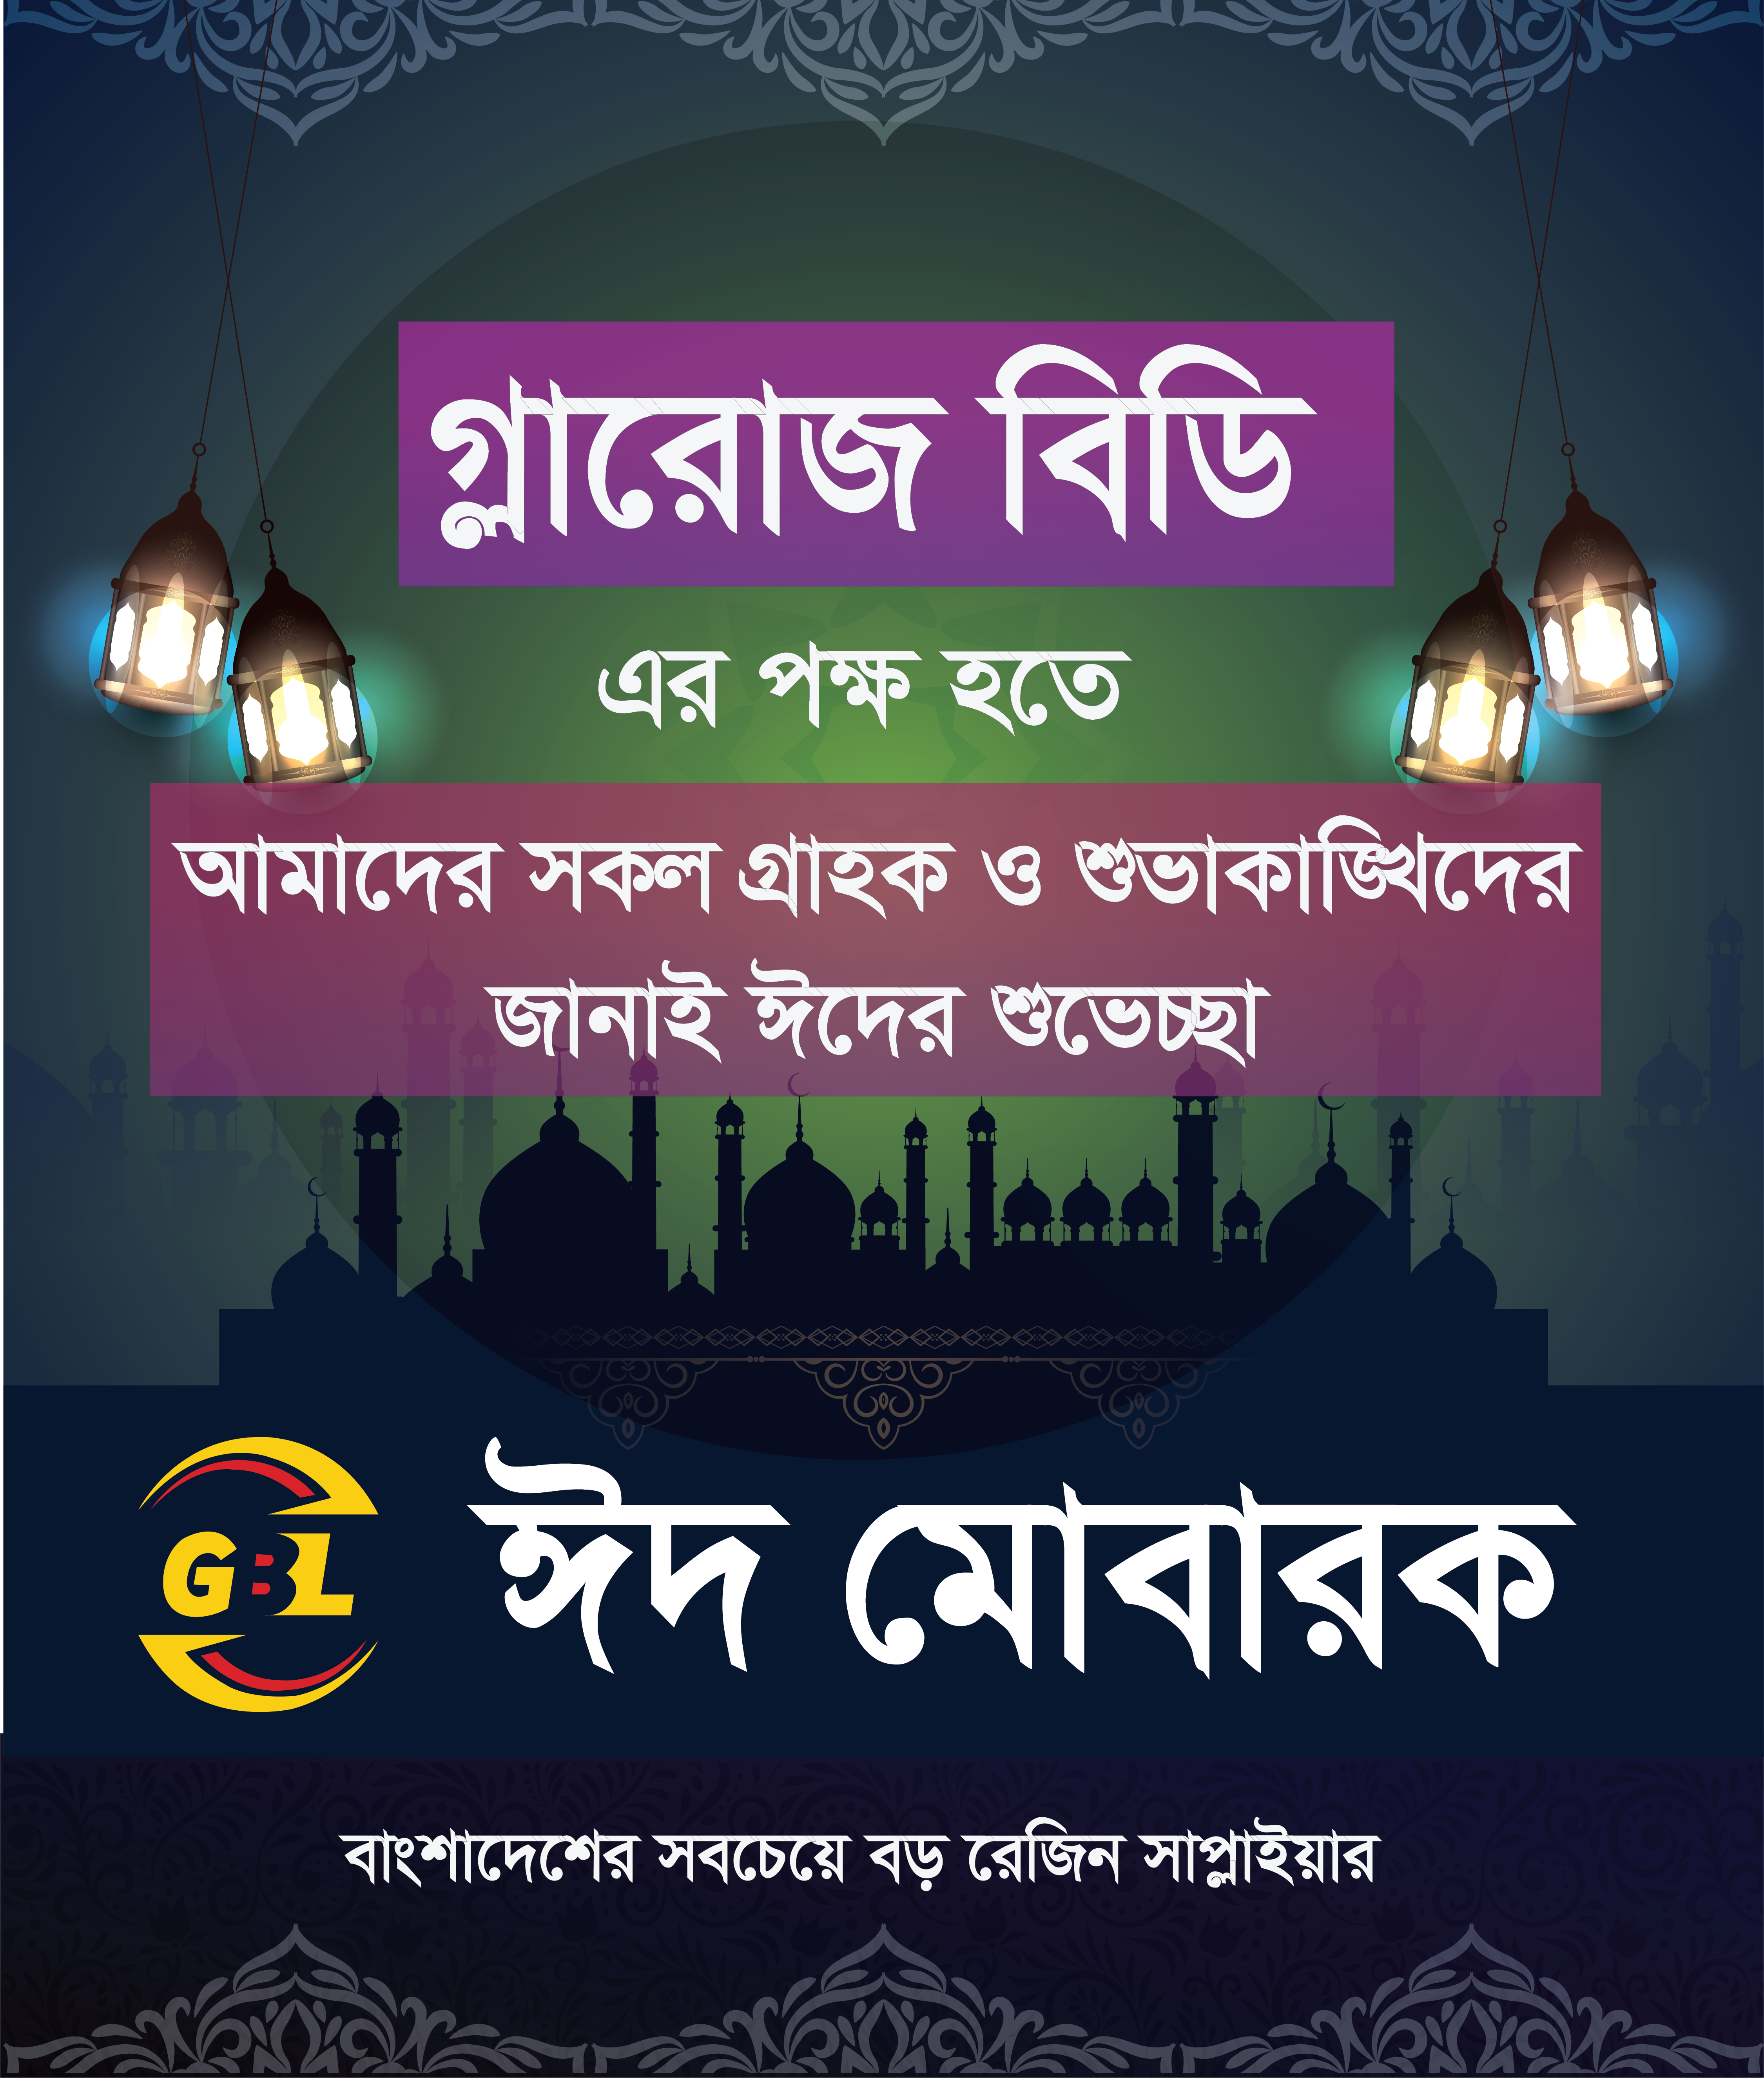 গ্লারোজ বিডি
এর পক্ষ হতে
আমাদের সকল গ্রাহক ও শুভাকাঙ্খিদের
জানাই ঈদের শুভেচ্ছা
GBL
ঈদ মোবারক
বাংশাদেশের সবচেয়ে বড় রেজিন সাপ্লাইয়ার